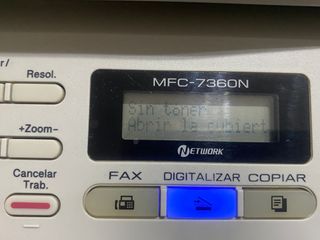 r/
Resol.
MFC-7360N
Sin toner
Abrir la cubiert
+Zoom-
NETWORK
Cancelar
Trab.
FAX
DIGITALIZAR
COPIAR